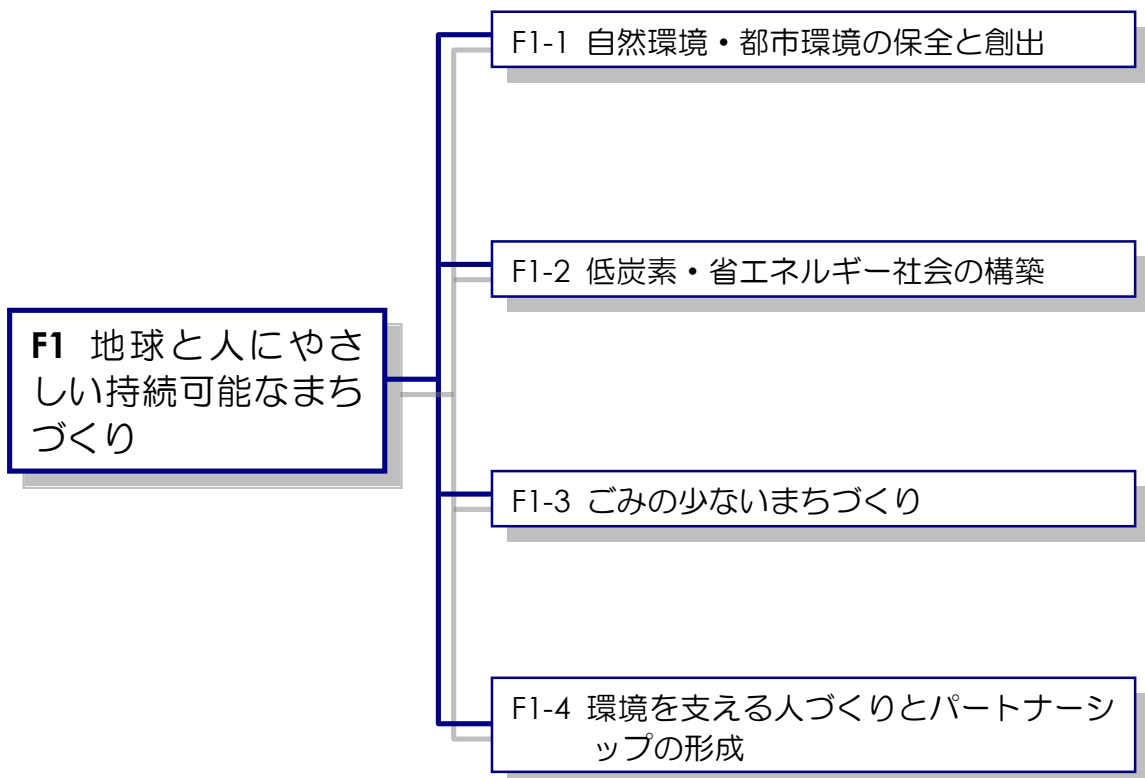 F1-1 自然環境・都市環境の保全と創出
F1-2 低炭素・省エネルギー社会の構築
F1 地球と人にやさ
しい持続可能なまち
づくり
F1-3 ごみの少ないまちづくり
F1-4 環境を支える人づくりとパートナーシ
ップの形成